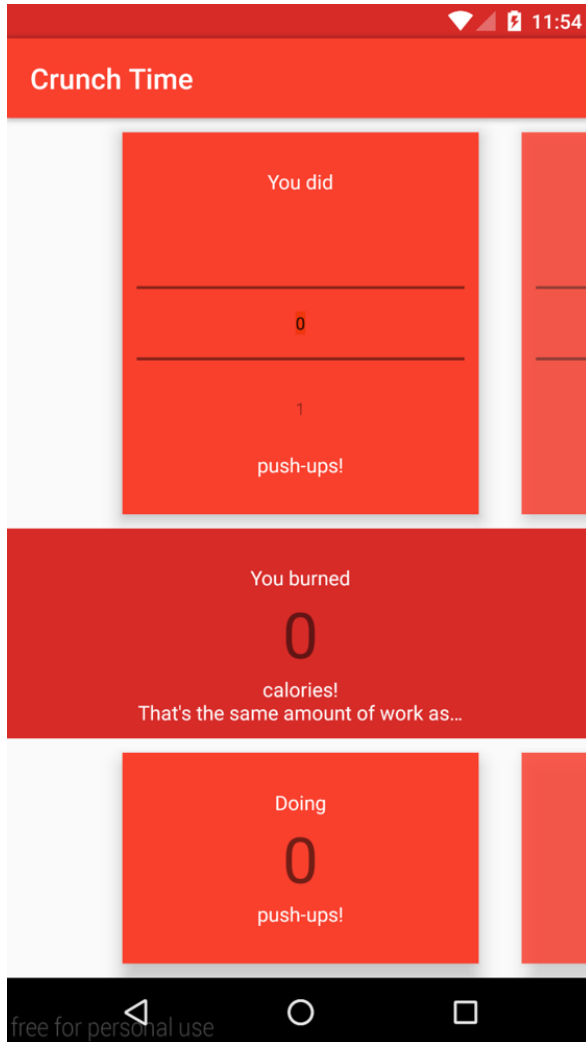 11:54
Crunch Time
You did
0
1
push-ups!
You burned
0
calories!
That's the same amount of work as...
Doing
0
push-ups!
free for personal use